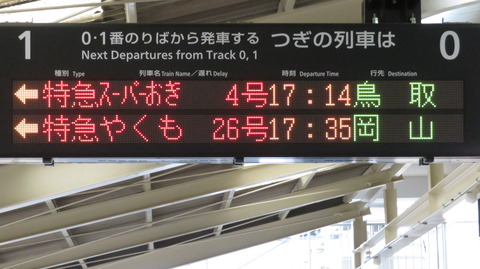 1 0・1番のりばから発車する つぎの列車は 0
Next Departures from Track 0, 1
種別 Type 列車名 Train Name／遅れ Delay 時刻 Departure Time 行先 Destination
←特急スーパーおき 4号 17:14 鳥取
←特急やくも 26号 17:35 岡山